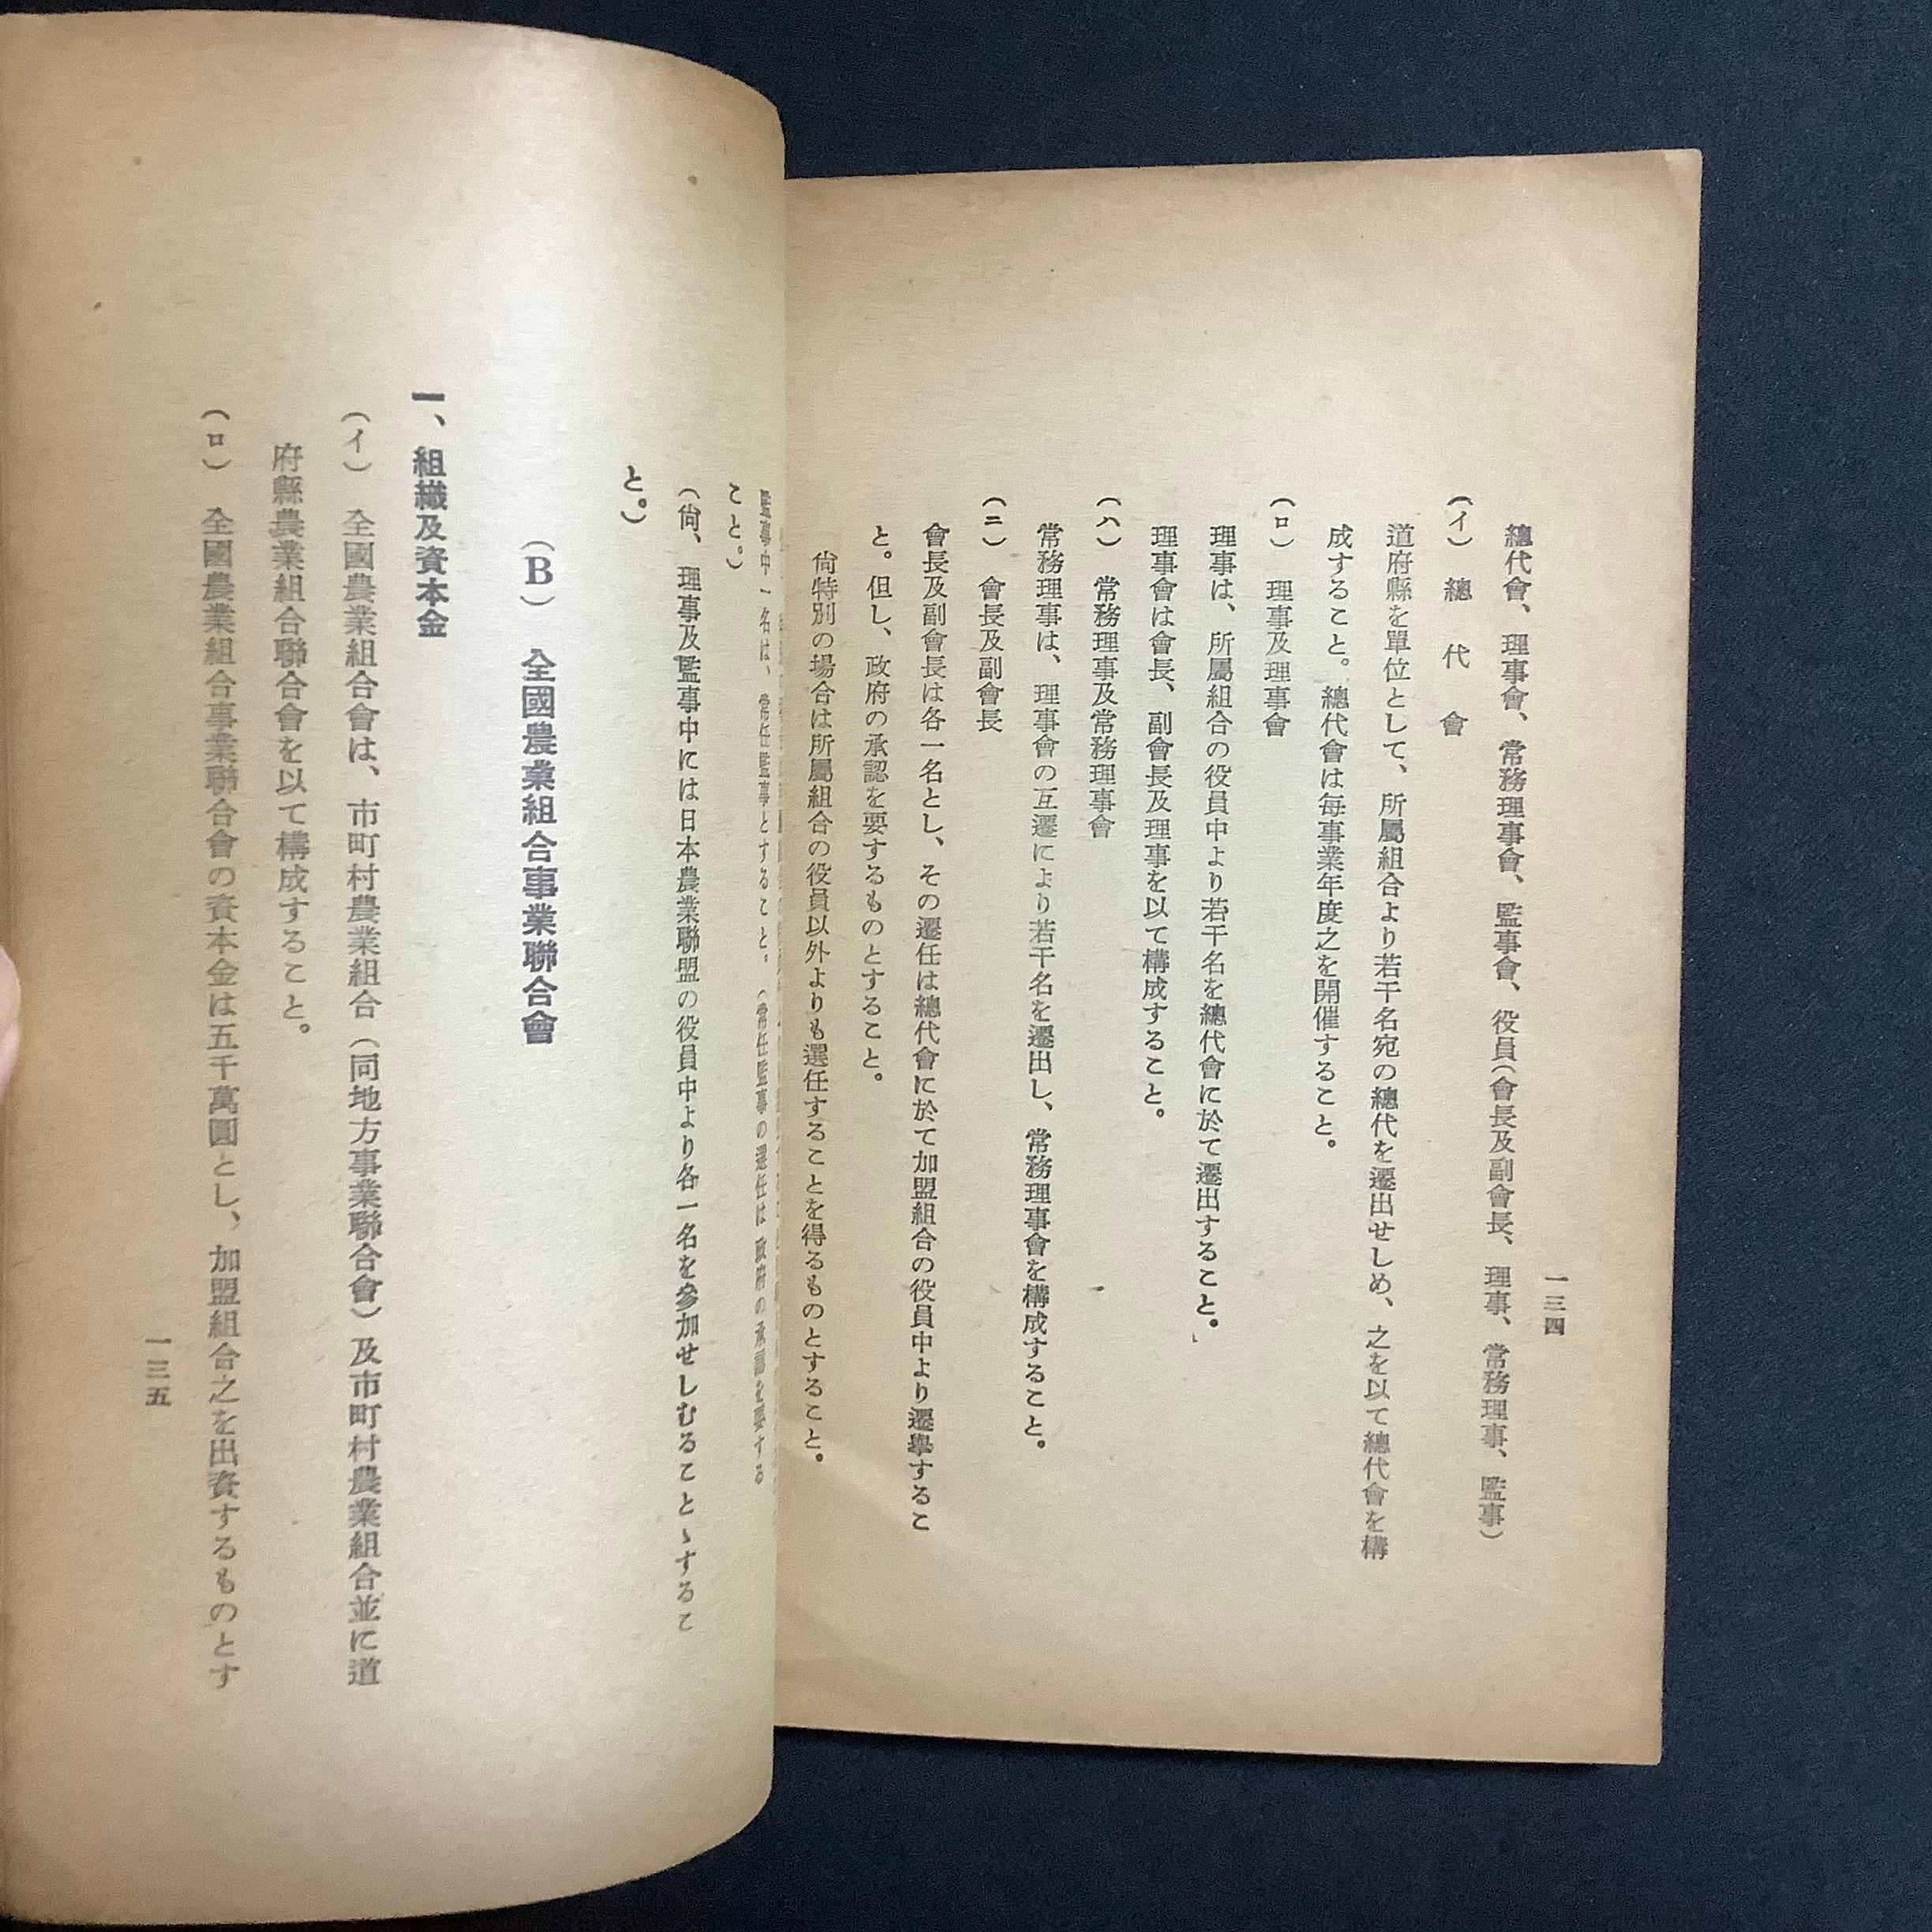 一三四
總代會、理事會、常務理事會、監事會、役員(會長及副會長、理事、常務理事、監事)
(イ) 總代會
道府縣を單位として、所屬組合より若干名宛の總代を選出せしめ、之を以て總代會を構
成すること。總代會は毎事業年度之を開催すること。
(ロ) 理事及理事會
理事は、所屬組合の役員中より若干名を總代會に於て選出すること。
理事會は會長、副會長及理事を以て構成すること。
(ハ) 常務理事及常務理事會
常務理事は、理事會の互選により若干名を選出し、常務理事會を構成すること。
(ニ) 會長及副會長
會長及副會長は各一名とし、その選任は總代會に於て加盟組合の役員中より選擧するこ
と。但し、政府の承認を要するものとすること。
尙特別の場合は所屬組合の役員以外よりも選任することを得るものとすること。
監事中一名は、常任監事とすること。(常任監事の選任は政府の承認を要する
こと。)
(尙、理事及監事中には日本農業聯盟の役員中より各一名を參加せしむることゝするこ
と。)
(B) 全國農業組合事業聯合會
一、組織及資本金
(イ) 全國農業組合會は、市町村農業組合(同地方事業聯合會)及市町村農業組合並に道
府縣農業組合聯合會を以て構成すること。
(ロ) 全國農業組合事業聯合會の資本金は五千萬圓とし、加盟組合之を出資するものとす
一三五